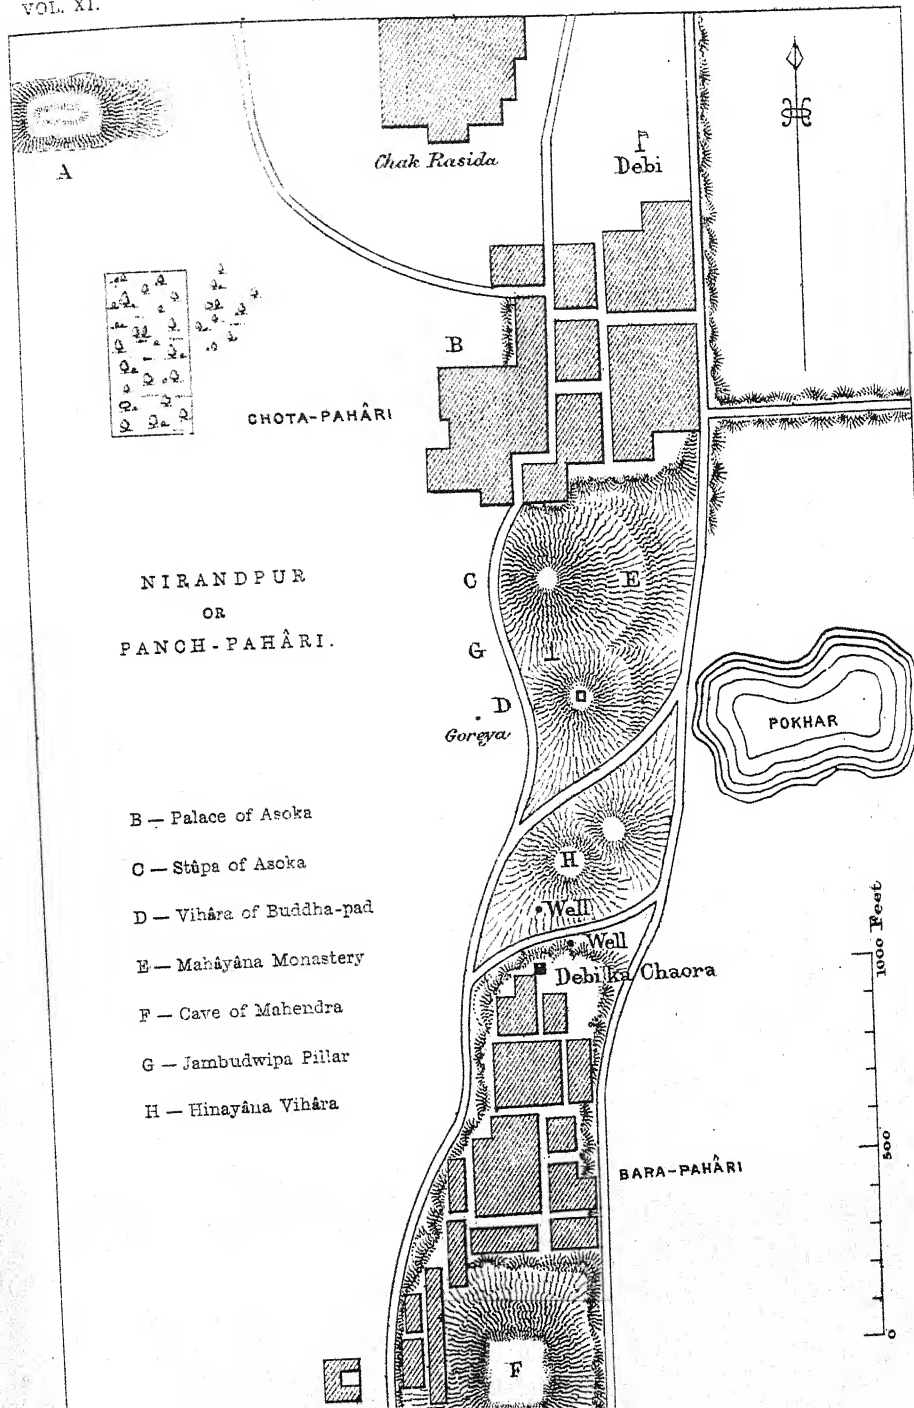 VOL. XI.
A
Chak Rasida
Debi
B
CHOTA-PAHÂRI
NIRANDPUR
OR
PANCH-PAHÂRI.
C
E
G
D
Goreya
POKHAR
B — Palace of Asoka
C — Stûpa of Asoka
D — Vihâra of Buddha-pad
E — Mahâyâna Monastery
F — Cave of Mahendra
G — Jambudwipa Pillar
H — Hinayâna Vihâra
H
Well
Well
Debi ka Chaora
BARA-PAHÂRI
F
1000 Feet
500
0